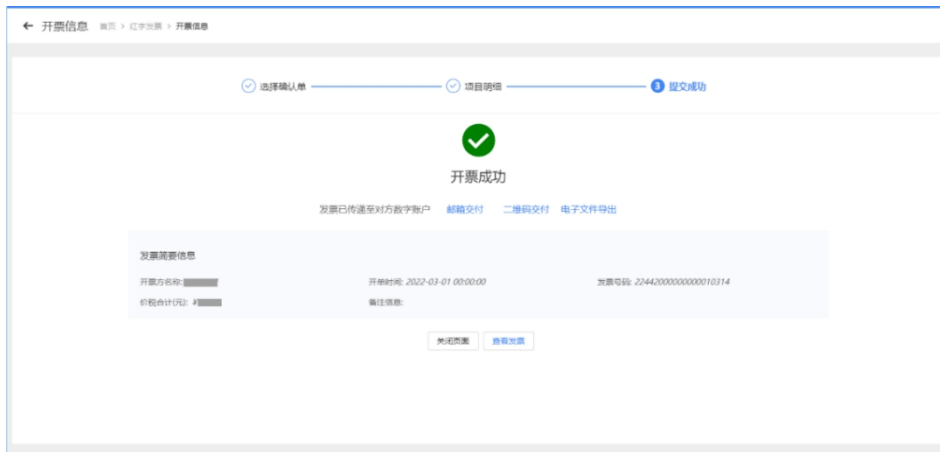 ← 开票信息 首页 > 红字发票 > 开票信息
选择确认单 项目明细 3 提交成功
开票成功
发票已传递至对方数字账户 邮箱交付 二维码交付 电子文件导出
发票简要信息
开票方名称: 开单时间: 2022-03-01 00:00:00 发票号码: 22442000000000010314
价税合计(元): ¥ 备注信息:
关闭页面 查看发票